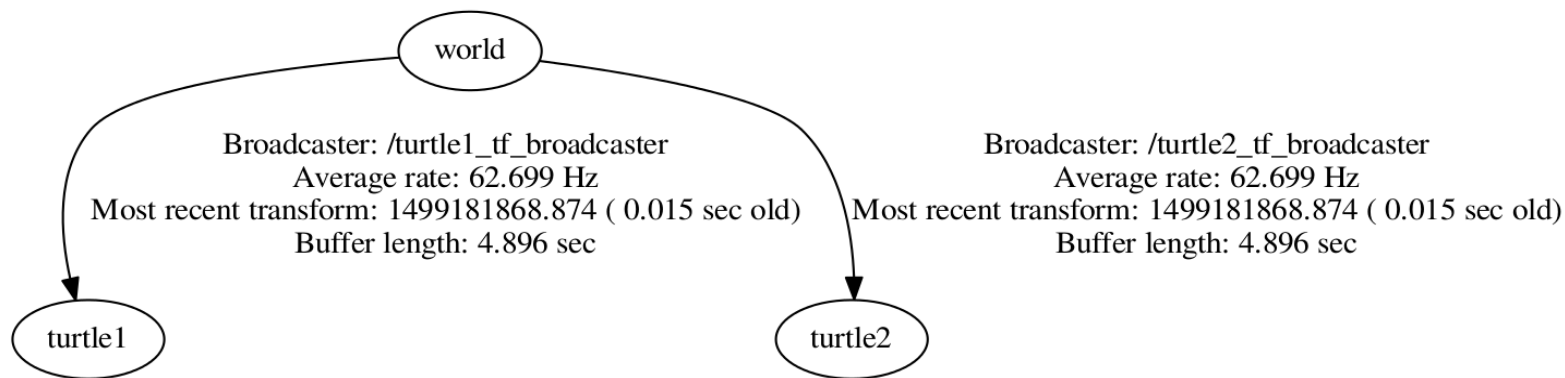 world
Broadcaster: /turtle1_tf_broadcaster
Average rate: 62.699 Hz
Most recent transform: 1499181868.874 ( 0.015 sec old)
Buffer length: 4.896 sec
Broadcaster: /turtle2_tf_broadcaster
Average rate: 62.699 Hz
Most recent transform: 1499181868.874 ( 0.015 sec old)
Buffer length: 4.896 sec
turtle1
turtle2